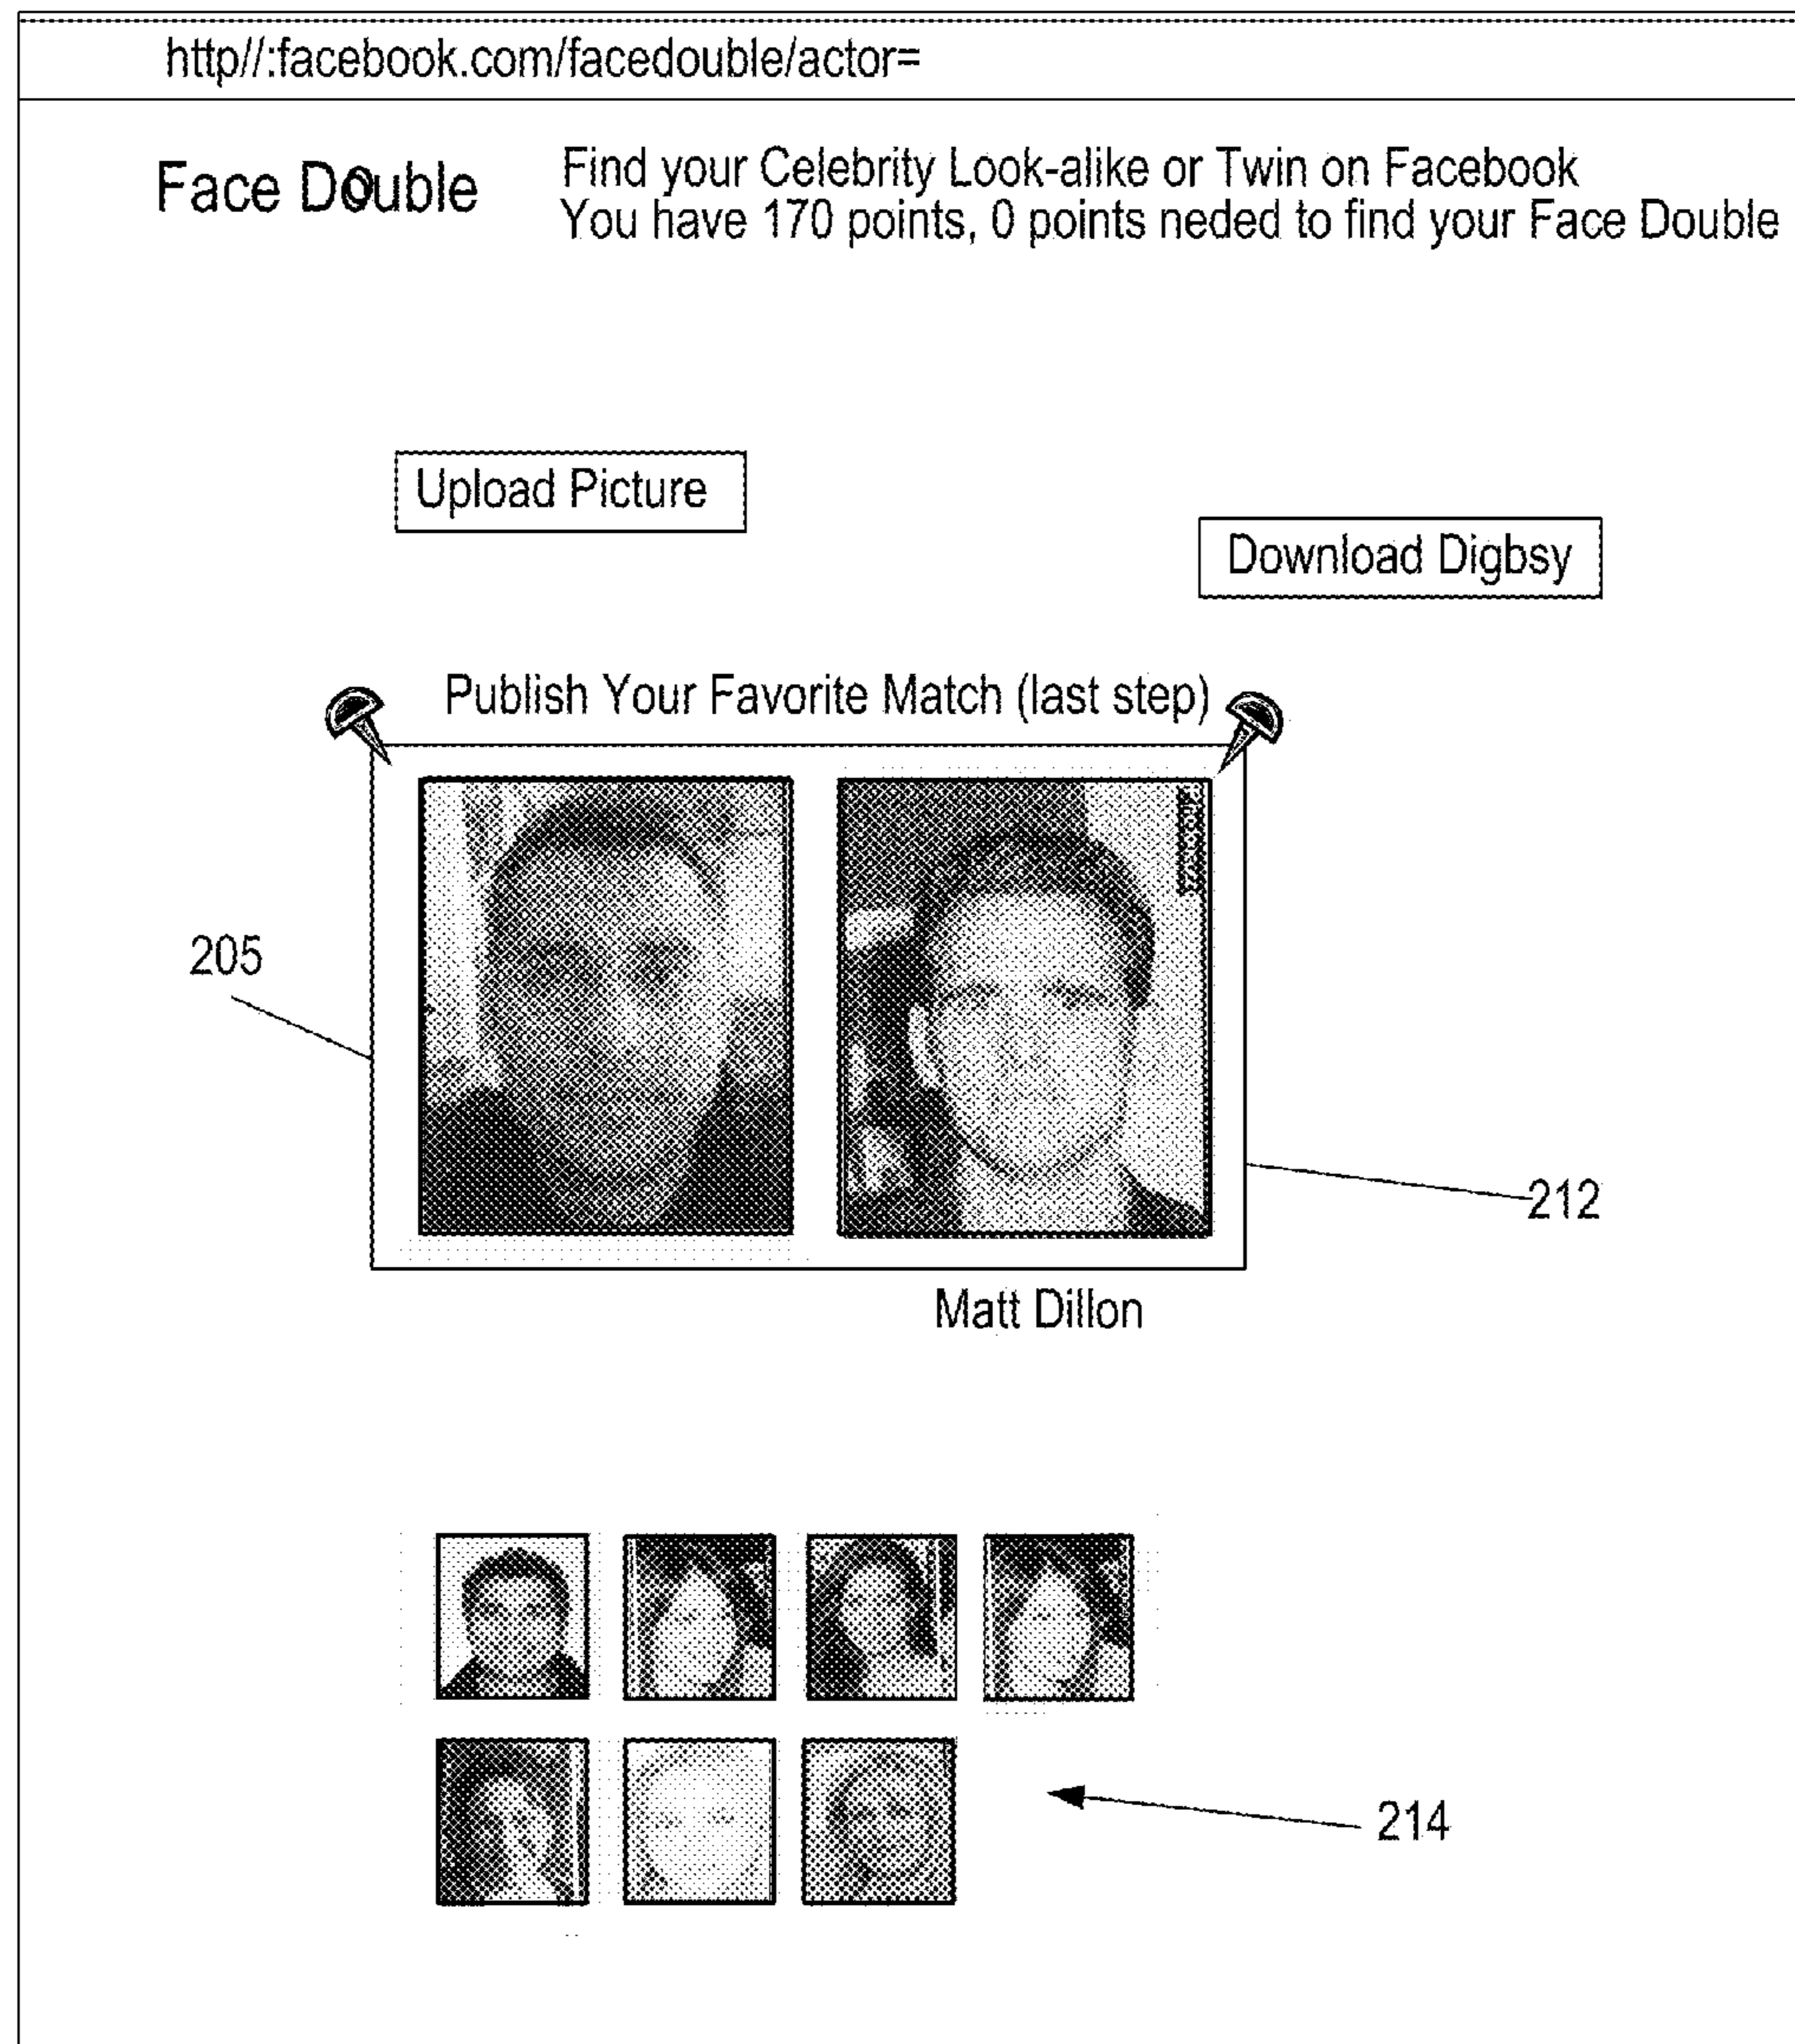 http//:facebook.com/facedouble/actor=
Face Double
Find your Celebrity Look-alike or Twin on Facebook
You have 170 points, 0 points neded to find your Face Double
Upload Picture
Download Digbsy
Publish Your Favorite Match (last step)
205
212
Matt Dillon
214